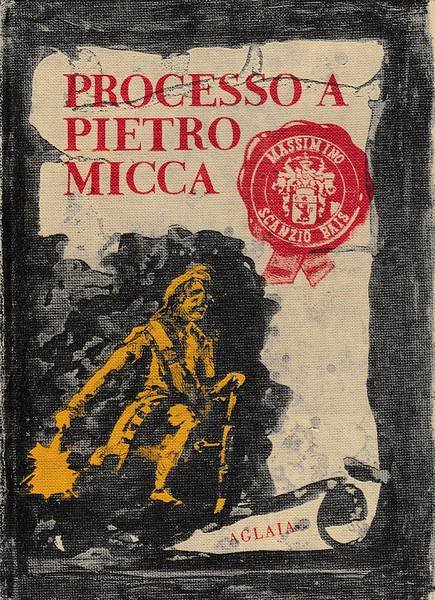 PROCESSO A
PIETRO
MICCA
MASSIMINO
SCANZIO BAIS
AGLAIA